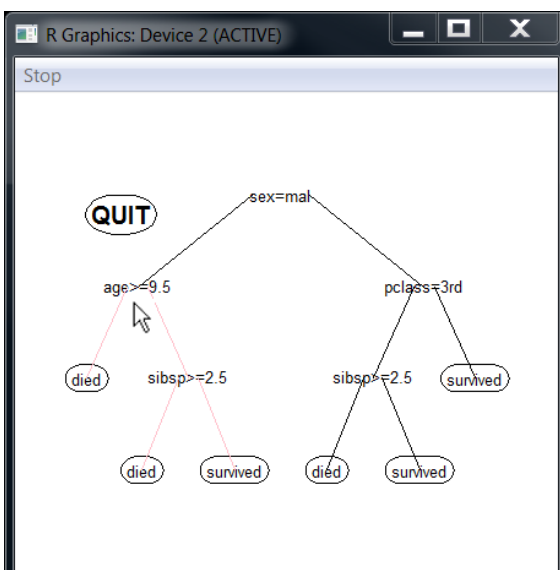 R Graphics: Device 2 (ACTIVE)
Stop
sex=mal
QUIT
age>=9.5
pclass=3rd
died
sibsp>=2.5
sibsp>=2.5
survived
died
survived
died
survived